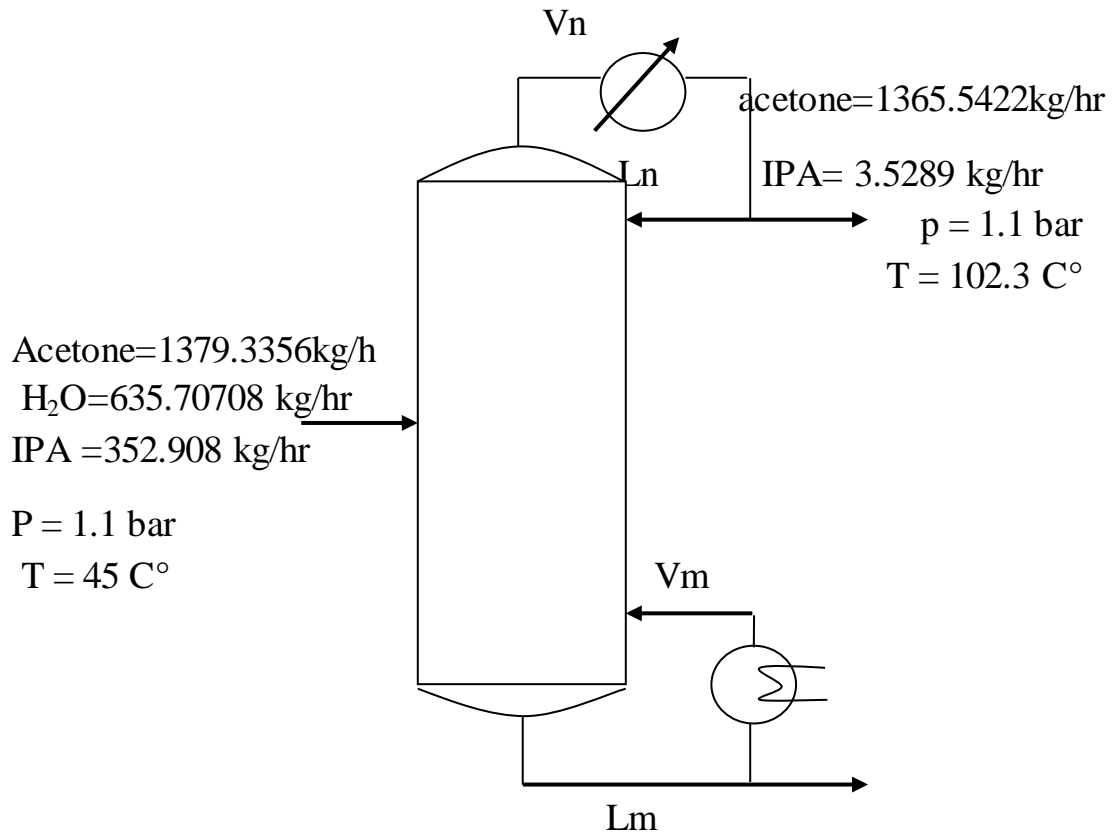 Vn
acetone=1365.5422kg/hr
Ln
IPA= 3.5289 kg/hr
p = 1.1 bar
T = 102.3 C°
Acetone=1379.3356kg/h
H₂O=635.70708 kg/hr
IPA =352.908 kg/hr
P = 1.1 bar
T = 45 C°
Vm
Lm